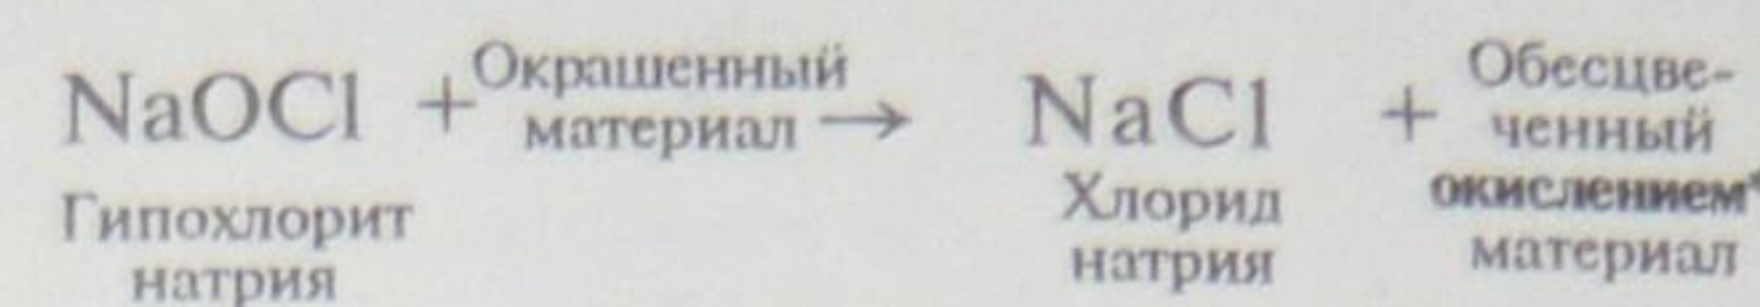 NaOCl + Окрашенный материал → NaCl + Обесцве-
ченный
Гипохлорит натрия
Хлорид натрия
окислением*
материал